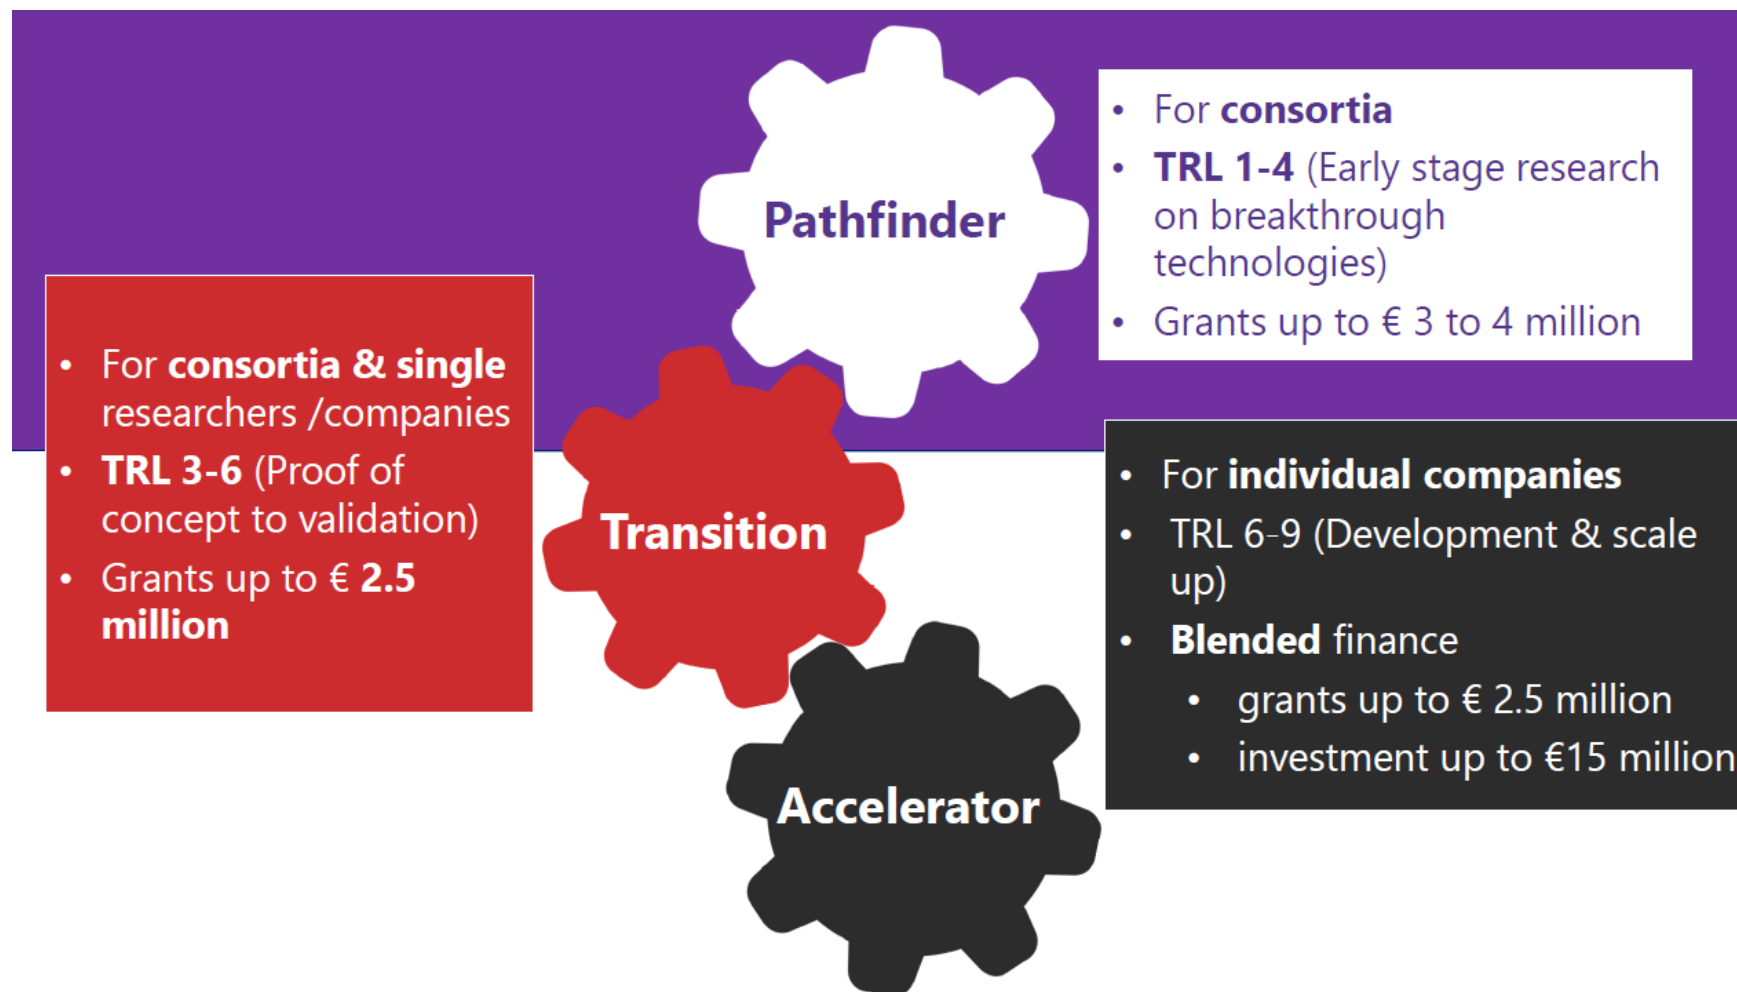 Pathfinder
• For consortia
• TRL 1-4 (Early stage research
on breakthrough
technologies)
• Grants up to € 3 to 4 million
• For consortia & single
researchers /companies
• TRL 3-6 (Proof of
concept to validation)
• Grants up to € 2.5
million
Transition
• For individual companies
• TRL 6-9 (Development & scale
up)
• Blended finance
• grants up to € 2.5 million
• investment up to €15 million
Accelerator